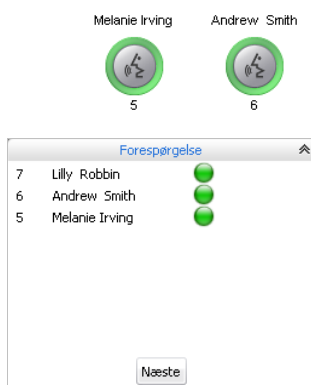 Melanie Irving Andrew Smith
5 6
Forespørgelse
7 Lilly Robbin
6 Andrew Smith
5 Melanie Irving
Næste